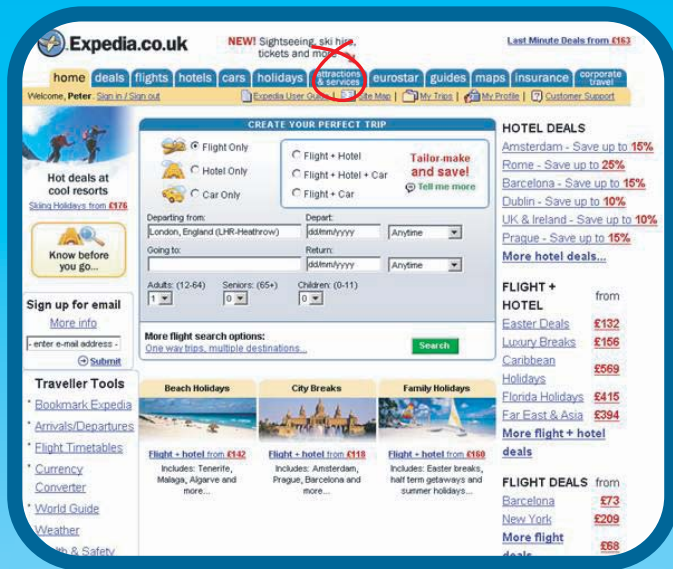 Expedia.co.uk
NEW! Sightseeing, ski hire,
tickets and more
Last Minute Deals from £163
home deals flights hotels cars holidays attractions & services eurostar guides maps insurance corporate travel
Welcome, Peter. Sign in / Sign out
Expedia User Guide | Site Map | My Trips | My Profile | Customer Support
Hot deals at
cool resorts
Skiing Holidays from £176
Know before
you go...
Sign up for email
More info
- enter e-mail address -
Submit
Traveller Tools
Bookmark Expedia
Arrivals/Departures
Flight Timetables
Currency
Converter
World Guide
Weather
& Safety
CREATE YOUR PERFECT TRIP
Flight Only
Hotel Only
Car Only
Flight + Hotel
Flight + Hotel + Car
Flight + Car
Tailor-make
and save!
Tell me more
Departing from: Depart:
London, England (LHR-Heathrow) dd/mm/yyyy Anytime
Going to: Return:
dd/mm/yyyy Anytime
Adults: (12-64) Seniors: (65+) Children: (0-11)
1 0 0
More flight search options:
One way trips, multiple destinations...
Search
Beach Holidays
Flight + hotel from £142
Includes: Tenerife,
Malaga, Algarve and
more...
City Breaks
Flight + hotel from £118
Includes: Amsterdam,
Prague, Barcelona and
more...
Family Holidays
Flight + hotel from £160
Includes: Easter breaks,
half term getaways and
summer holidays...
HOTEL DEALS
Amsterdam - Save up to 15%
Rome - Save up to 25%
Barcelona - Save up to 15%
Dublin - Save up to 10%
UK & Ireland - Save up to 10%
Prague - Save up to 15%
More hotel deals...
FLIGHT +
HOTEL from
Easter Deals £132
Luxury Breaks £156
Caribbean
Holidays £569
Florida Holidays £415
Far East & Asia £394
More flight + hotel
deals
FLIGHT DEALS from
Barcelona £73
New York £209
More flight
deals £68